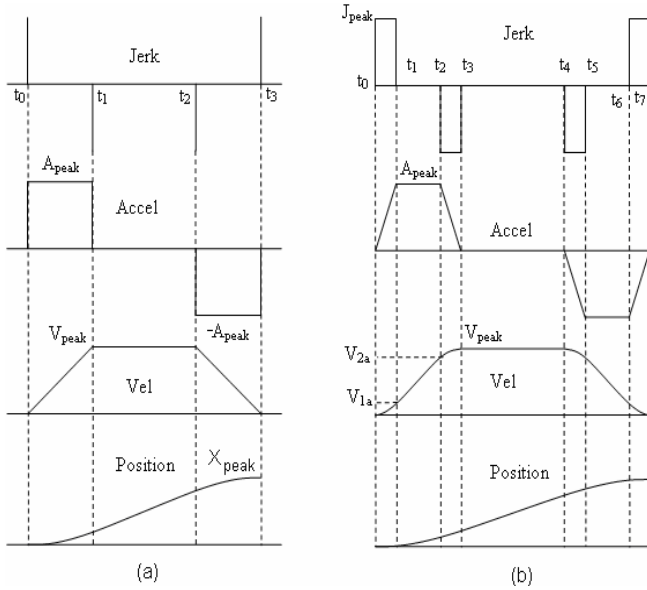 Jerk
t0 t1 t2 t3
Apeak
Accel
-Apeak
Vpeak
Vel
Position
Xpeak
(a)
Jpeak
Jerk
t0 t1 t2 t3 t4 t5 t6 t7
Apeak
Accel
Vpeak
V2a
Vel
V1a
Position
(b)